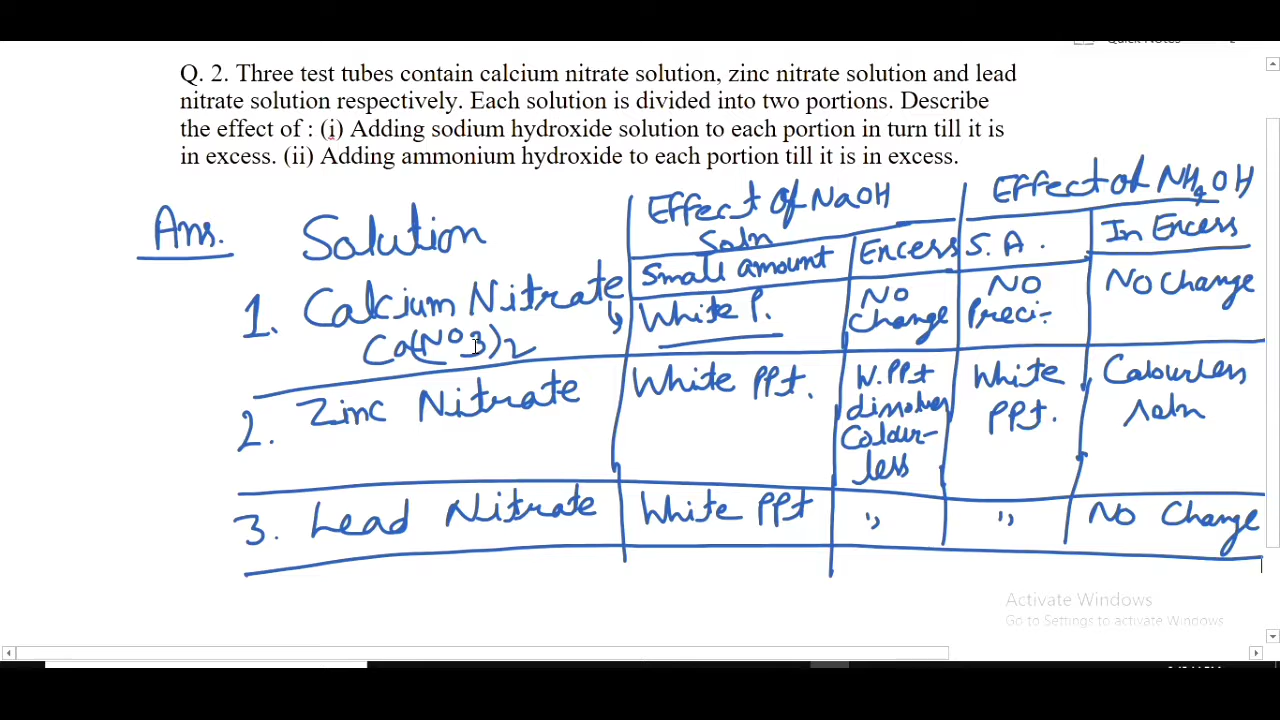 Q. 2. Three test tubes contain calcium nitrate solution, zinc nitrate solution and lead
nitrate solution respectively. Each solution is divided into two portions. Describe
the effect of : (i) Adding sodium hydroxide solution to each portion in turn till it is
in excess. (ii) Adding ammonium hydroxide to each portion till it is in excess.
Ans. Solution
Effect of NaOH
Soln
Effect of NH4OH
Small amount Excess S.A. In Excess
1. Calcium Nitrate
Ca(NO3)2
White P.
No
Change
NO
Preci-
No Change
2. Zinc Nitrate
White PPt.
W.PPt
dissolves
Colour-
less
White
PPt.
Colourless
soln
3. Lead Nitrate White PPt " " No Change
Activate Windows
Go to Settings to activate Windows